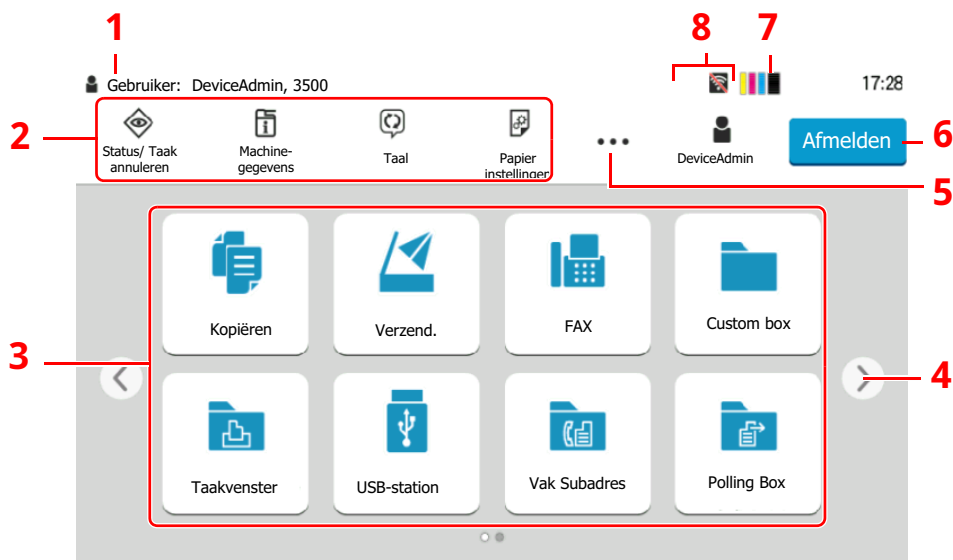 1
8
7
Gebruiker: DeviceAdmin, 3500
17:28
2
Status/ Taak
annuleren
Machine-
gegevens
Taal
Papier
instellingen
DeviceAdmin
Afmelden
6
5
3
Kopiëren
Verzend.
FAX
Custom box
4
Taakvenster
USB-station
Vak Subadres
Polling Box